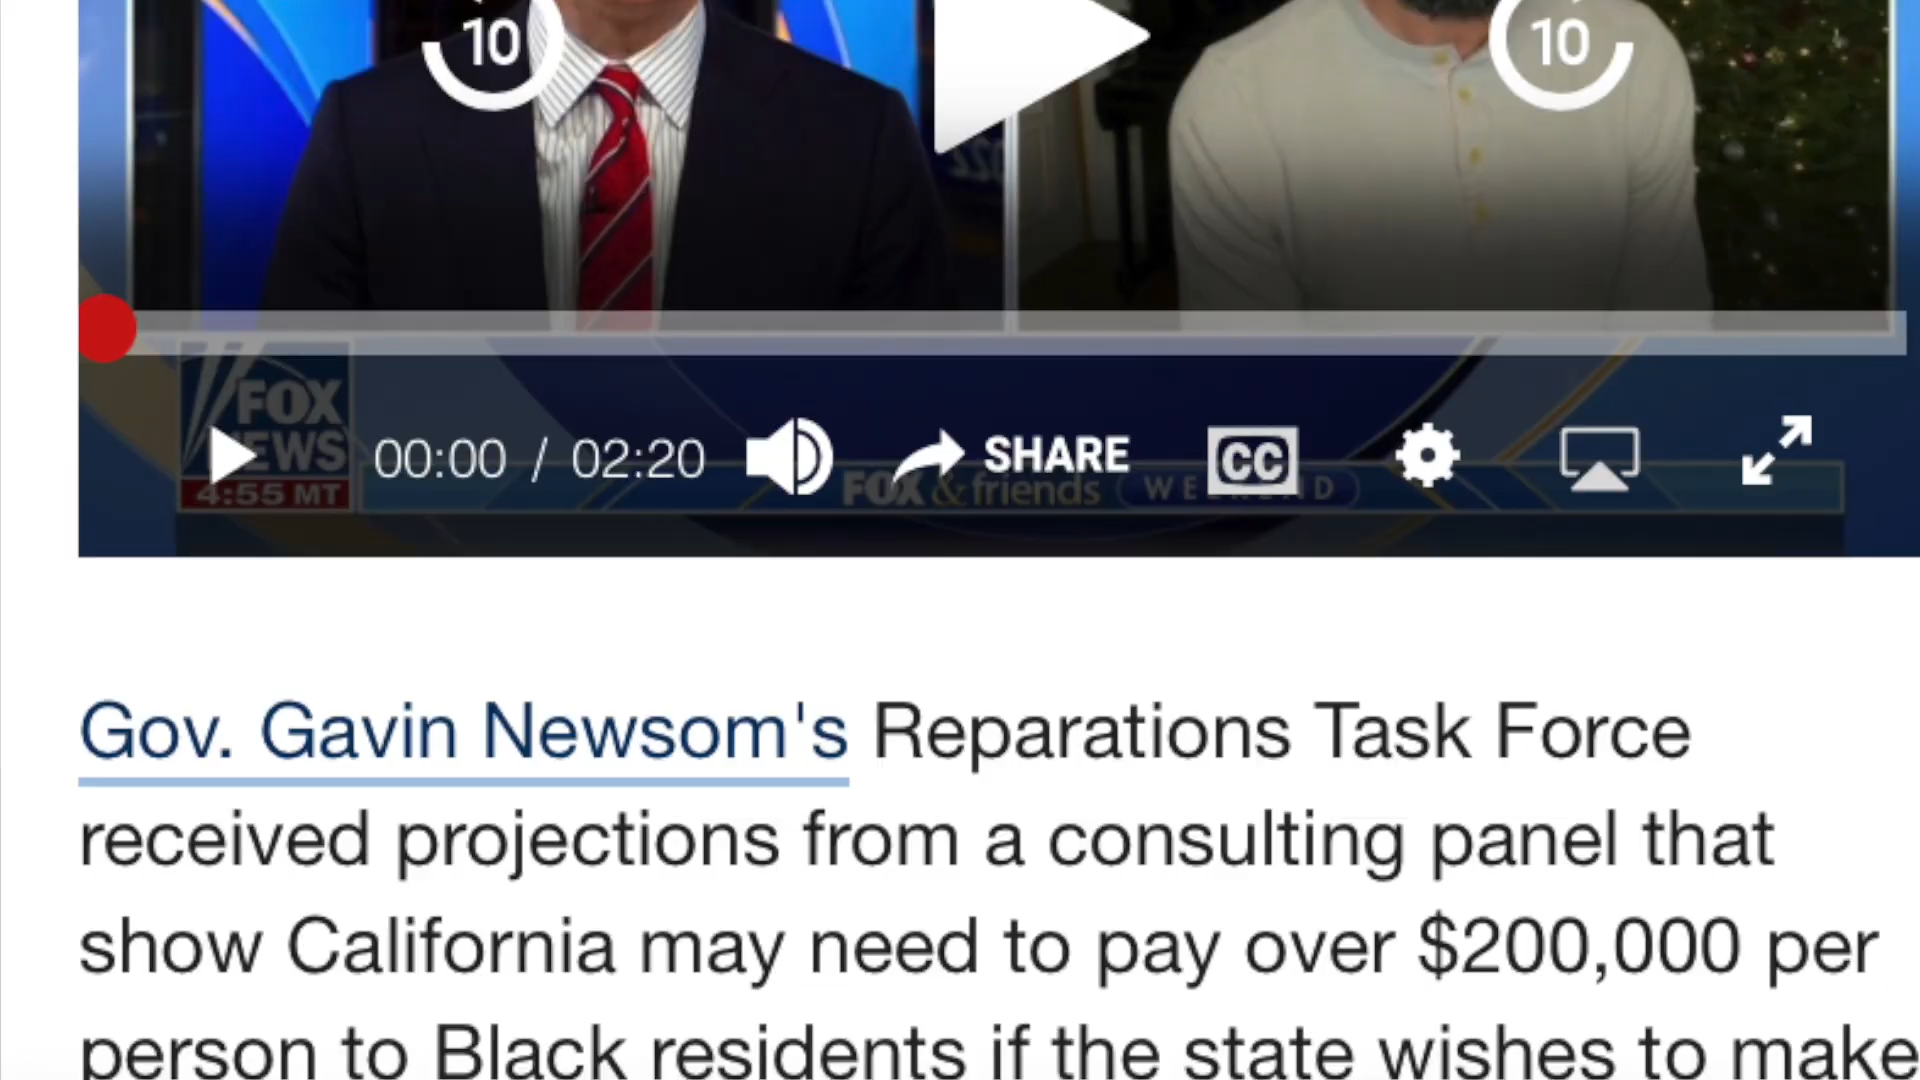 10
10
FOX
NEWS
4:55 MT
00:00 / 02:20
SHARE
CC
FOX & friends WEEKEND
Gov. Gavin Newsom's Reparations Task Force
received projections from a consulting panel that
show California may need to pay over $200,000 per
person to Black residents if the state wishes to make